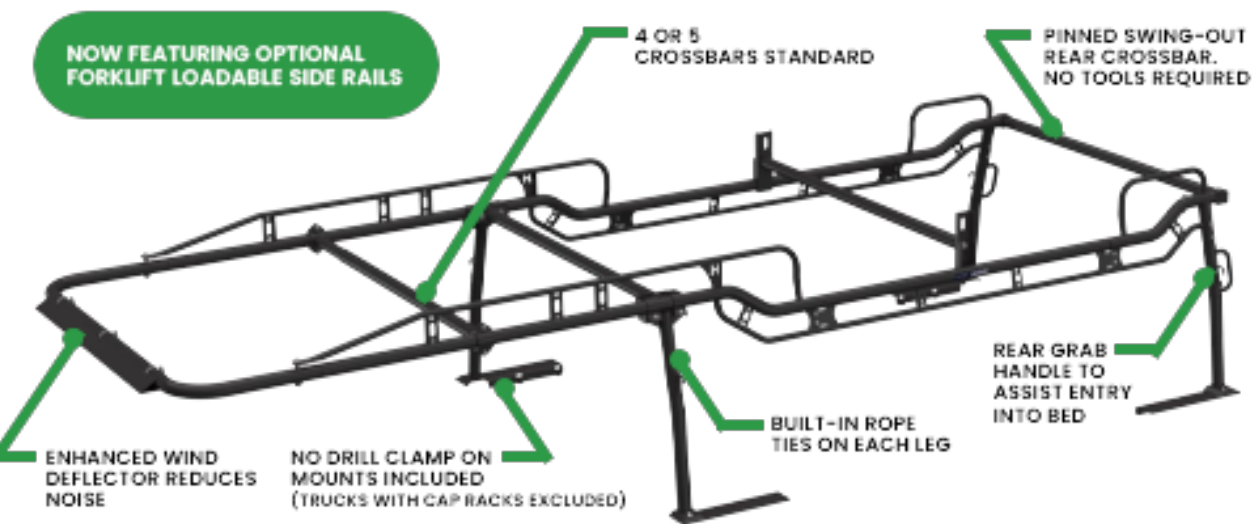 NOW FEATURING OPTIONAL
FORKLIFT LOADABLE SIDE RAILS
4 OR 5
CROSSBARS STANDARD
PINNED SWING-OUT
REAR CROSSBAR.
NO TOOLS REQUIRED
REAR GRAB
HANDLE TO
ASSIST ENTRY
INTO BED
BUILT-IN ROPE
TIES ON EACH LEG
NO DRILL CLAMP ON
MOUNTS INCLUDED
(TRUCKS WITH CAP RACKS EXCLUDED)
ENHANCED WIND
DEFLECTOR REDUCES
NOISE